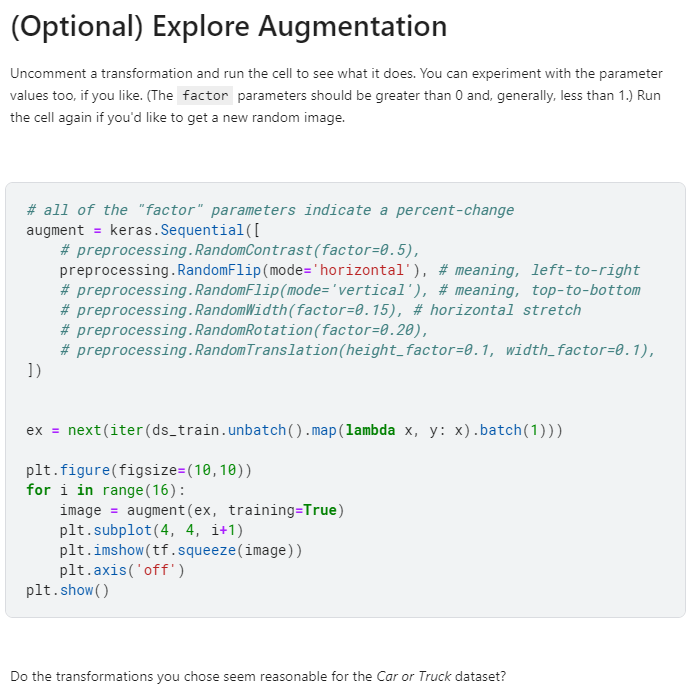 (Optional) Explore Augmentation
Uncomment a transformation and run the cell to see what it does. You can experiment with the parameter
values too, if you like. (The factor parameters should be greater than 0 and, generally, less than 1.) Run
the cell again if you'd like to get a new random image.
# all of the "factor" parameters indicate a percent-change
augment = keras.Sequential([
    # preprocessing.RandomContrast(factor=0.5),
    preprocessing.RandomFlip(mode='horizontal'), # meaning, left-to-right
    # preprocessing.RandomFlip(mode='vertical'), # meaning, top-to-bottom
    # preprocessing.RandomWidth(factor=0.15), # horizontal stretch
    # preprocessing.RandomRotation(factor=0.20),
    # preprocessing.RandomTranslation(height_factor=0.1, width_factor=0.1),
])
ex = next(iter(ds_train.unbatch().map(lambda x, y: x).batch(1)))
plt.figure(figsize=(10,10))
for i in range(16):
    image = augment(ex, training=True)
    plt.subplot(4, 4, i+1)
    plt.imshow(tf.squeeze(image))
    plt.axis('off')
plt.show()
Do the transformations you chose seem reasonable for the Car or Truck dataset?